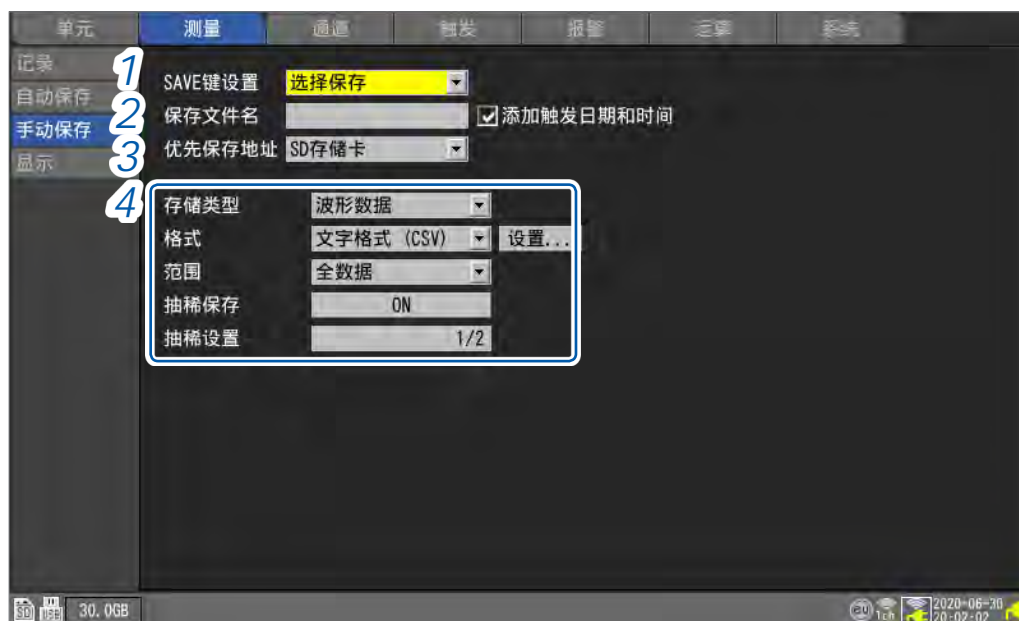 单元 测量 通道 触发 报警 运算 系统
记录
自动保存
手动保存
显示
1 SAVE键设置 选择保存
2 保存文件名 添加触发日期和时间
3 优先保存地址 SD存储卡
4 存储类型 波形数据
格式 文字格式 (CSV) 设置...
范围 全数据
抽稀保存 ON
抽稀设置 1/2
SD USB 30.0GB eU 1ch 2020-06-30
20-02-02